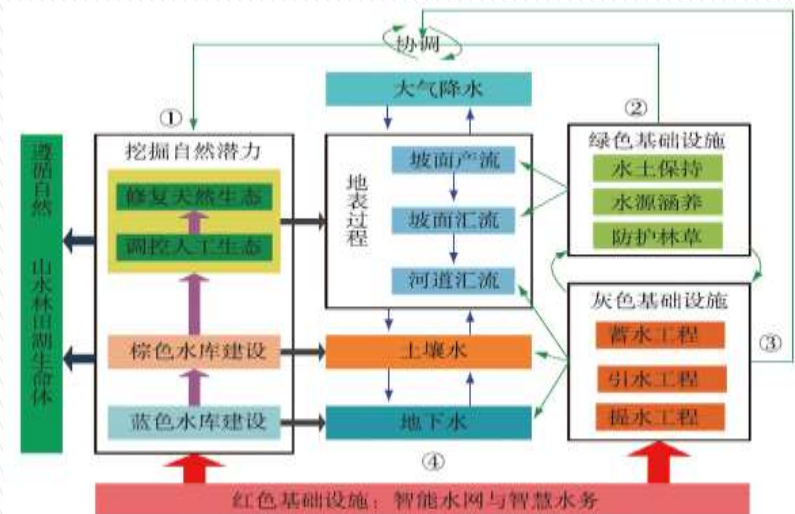 协调
大气降水
①
②
挖掘自然潜力
绿色基础设施
遵循自然 山水林田湖生命体
修复天然生态
调控人工生态
地表过程
坡面产流
坡面汇流
河道汇流
水土保持
水源涵养
防护林草
灰色基础设施
棕色水库建设
土壤水
蓄水工程
③
引水工程
蓝色水库建设
地下水
提水工程
④
红色基础设施：智能水网与智慧水务